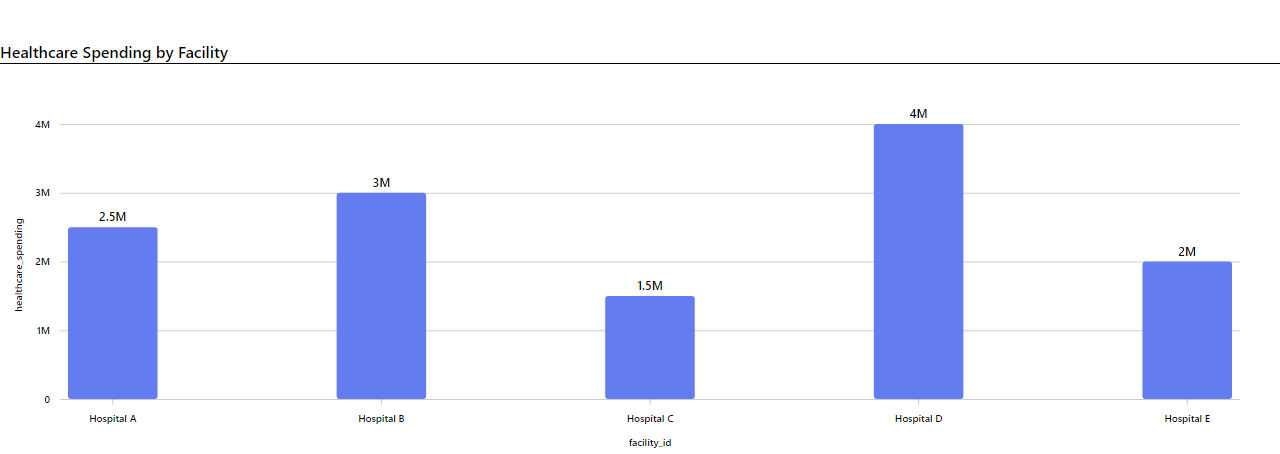 Healthcare Spending by Facility
4M
4M
3M
3M
2.5M
2M
2M
1.5M
1M
0
healthcare_spending
Hospital A
Hospital B
Hospital C
Hospital D
Hospital E
facility_id